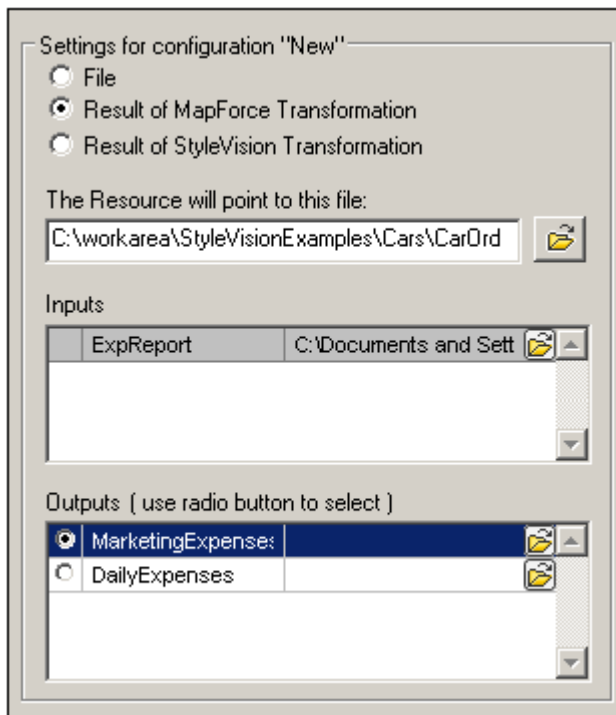 Settings for configuration "New"
File
Result of MapForce Transformation
Result of StyleVision Transformation
The Resource will point to this file:
C:\workarea\StyleVisionExamples\Cars\CarOrd
Inputs
ExpReport C:\Documents and Sett
Outputs ( use radio button to select )
MarketingExpenses
DailyExpenses